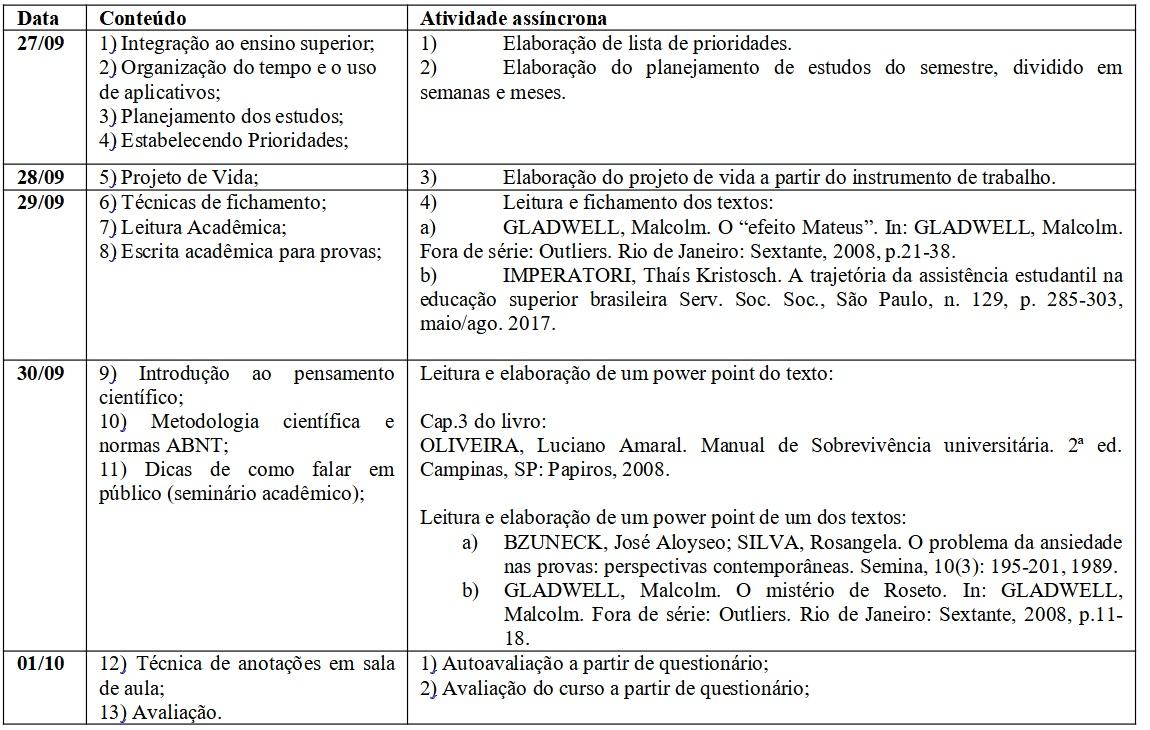 Data Conteúdo Atividade assíncrona
27/09
1) Integração ao ensino superior;
2) Organização do tempo e o uso
de aplicativos;
3) Planejamento dos estudos;
4) Estabelecendo Prioridades;
1) Elaboração de lista de prioridades.
2) Elaboração do planejamento de estudos do semestre, dividido em
semanas e meses.
28/09
5) Projeto de Vida;
3) Elaboração do projeto de vida a partir do instrumento de trabalho.
29/09
6) Técnicas de fichamento;
7) Leitura Acadêmica;
8) Escrita acadêmica para provas;
4) Leitura e fichamento dos textos:
a) GLADWELL, Malcolm. O “efeito Mateus”. In: GLADWELL, Malcolm.
Fora de série: Outliers. Rio de Janeiro: Sextante, 2008, p.21-38.
b) IMPERATORI, Thaís Kristosch. A trajetória da assistência estudantil na
educação superior brasileira Serv. Soc. Soc., São Paulo, n. 129, p. 285-303,
maio/ago. 2017.
30/09
9) Introdução ao pensamento
científico;
10) Metodologia científica e
normas ABNT;
11) Dicas de como falar em
público (seminário acadêmico);
Leitura e elaboração de um power point do texto:
Cap.3 do livro:
OLIVEIRA, Luciano Amaral. Manual de Sobrevivência universitária. 2ª ed.
Campinas, SP: Papiros, 2008.
Leitura e elaboração de um power point de um dos textos:
a) BZUNECK, José Aloyseo; SILVA, Rosangela. O problema da ansiedade
nas provas: perspectivas contemporâneas. Semina, 10(3): 195-201, 1989.
b) GLADWELL, Malcolm. O mistério de Roseto. In: GLADWELL,
Malcolm. Fora de série: Outliers. Rio de Janeiro: Sextante, 2008, p.11-
18.
01/10
12) Técnica de anotações em sala
de aula;
13) Avaliação.
1) Autoavaliação a partir de questionário;
2) Avaliação do curso a partir de questionário;